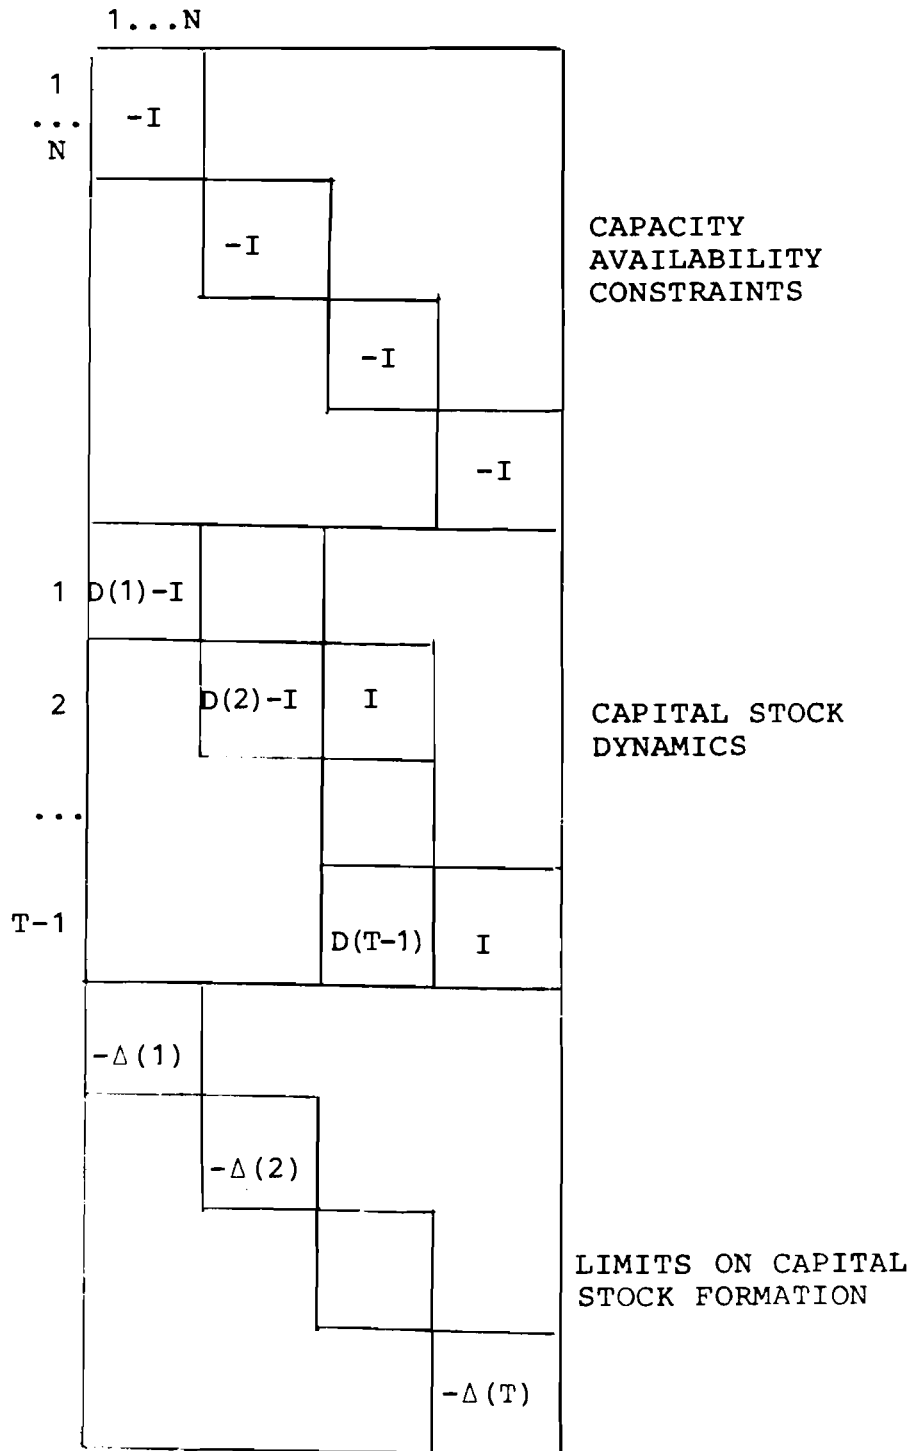 1...N
1
...
N
-I
-I
CAPACITY
AVAILABILITY
CONSTRAINTS
-I
-I
1 D(1)-I
2 D(2)-I I
CAPITAL STOCK
DYNAMICS
...
T-1 D(T-1) I
-Δ(1)
-Δ(2)
LIMITS ON CAPITAL
STOCK FORMATION
-Δ(T)